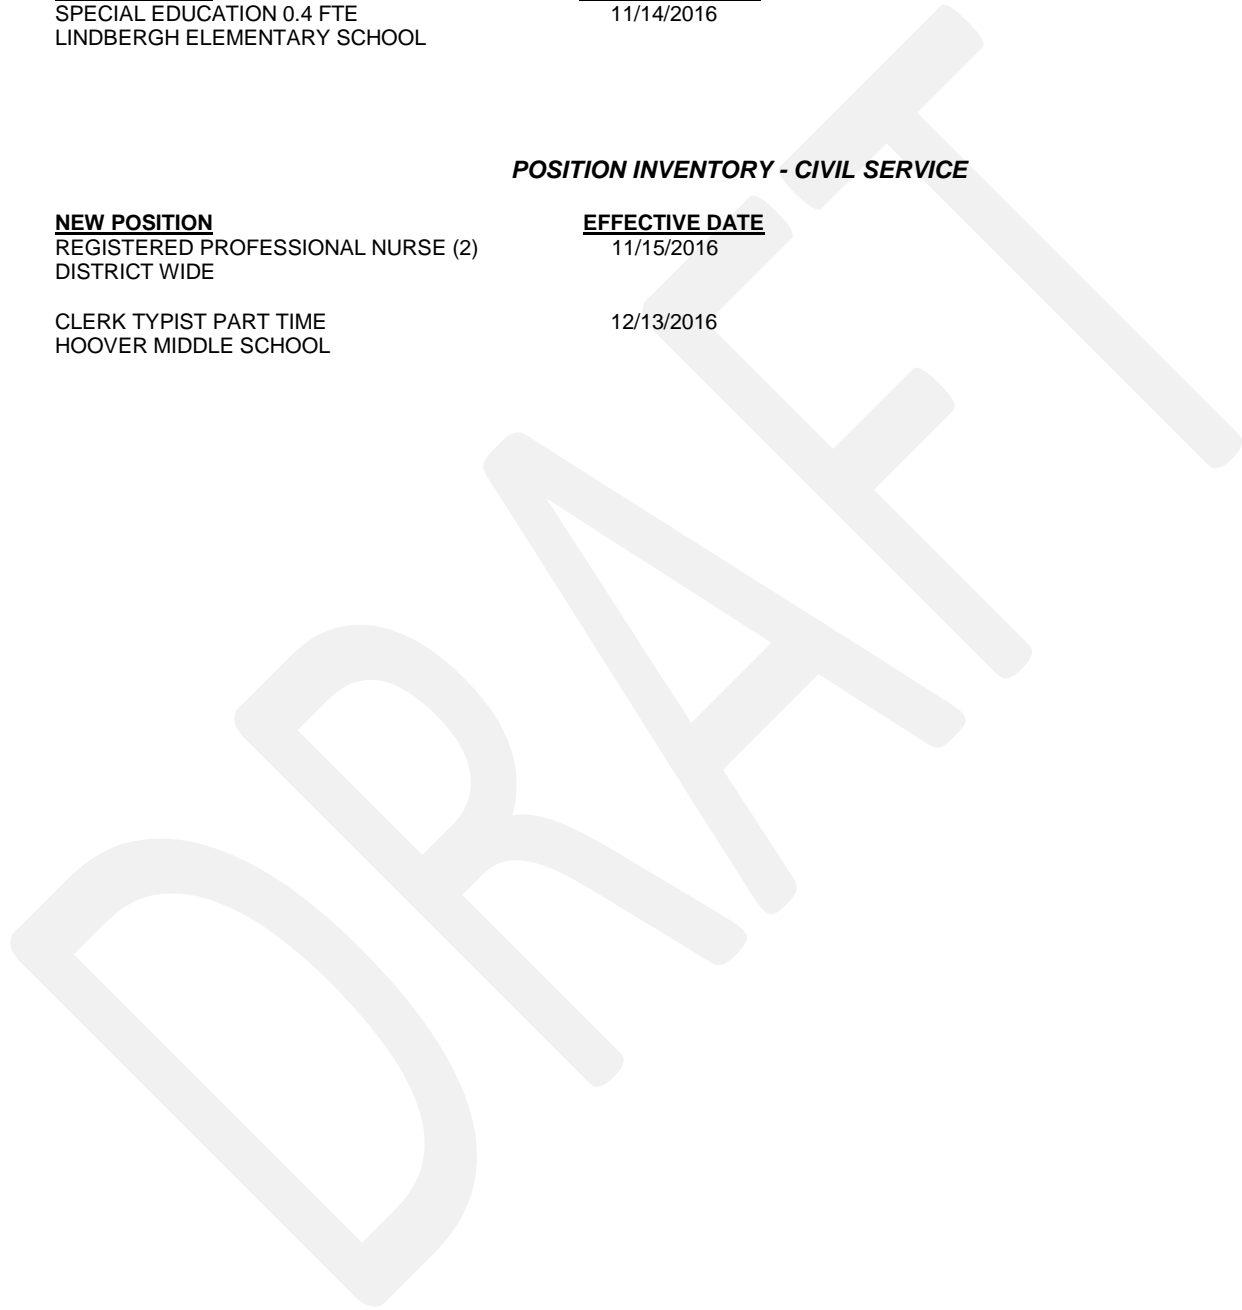 SPECIAL EDUCATION 0.4 FTE 11/14/2016
LINDBERGH ELEMENTARY SCHOOL
POSITION INVENTORY - CIVIL SERVICE
NEW POSITION EFFECTIVE DATE
REGISTERED PROFESSIONAL NURSE (2) 11/15/2016
DISTRICT WIDE
CLERK TYPIST PART TIME 12/13/2016
HOOVER MIDDLE SCHOOL
DRAFT